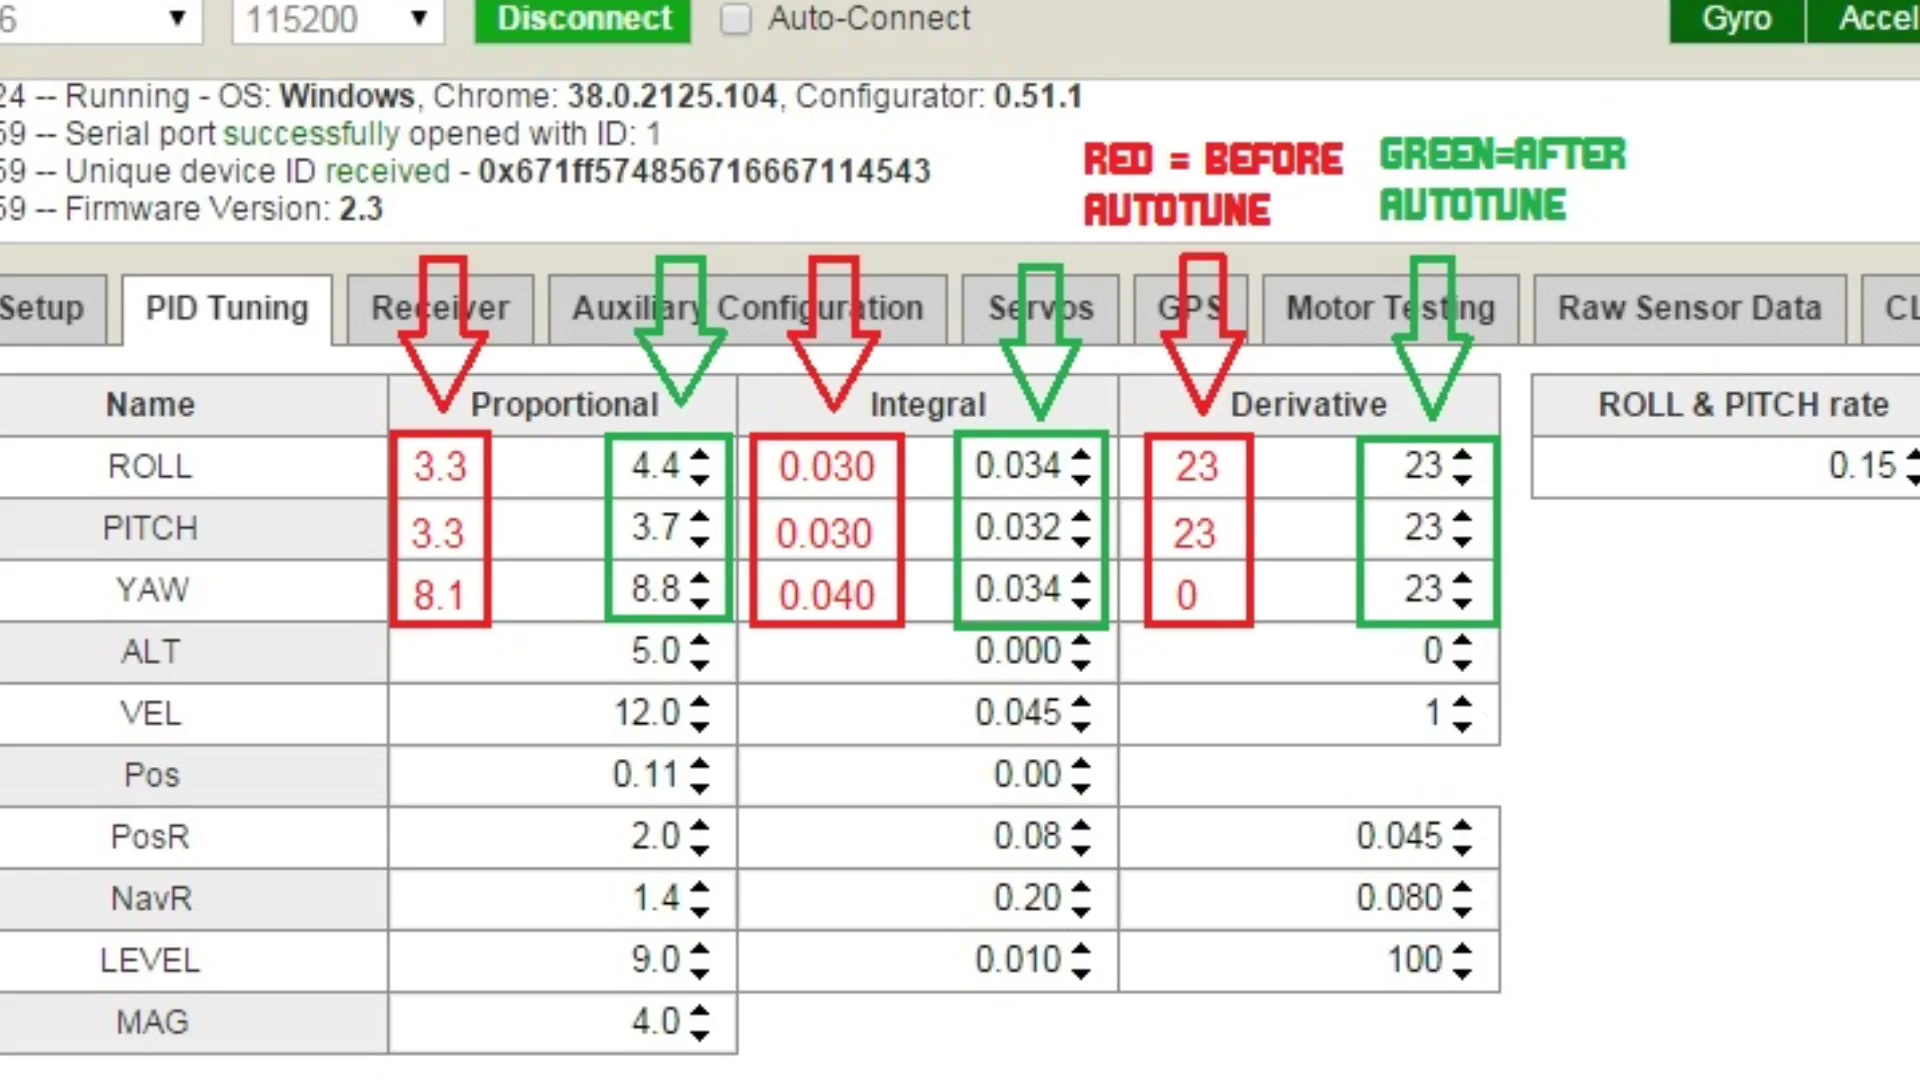 6 115200 Disconnect Auto-Connect Gyro Accel
24 -- Running - OS: Windows, Chrome: 38.0.2125.104, Configurator: 0.51.1
59 -- Serial port successfully opened with ID: 1
59 -- Unique device ID received - 0x671ff574856716667114543
59 -- Firmware Version: 2.3
RED = BEFORE
AUTOTUNE
GREEN=AFTER
AUTOTUNE
Setup PID Tuning Receiver Auxiliary Configuration Servos GPS Motor Testing Raw Sensor Data CL
Name Proportional Integral Derivative ROLL & PITCH rate
ROLL 3.3 4.4 0.030 0.034 23 23 0.15
PITCH 3.3 3.7 0.030 0.032 23 23
YAW 8.1 8.8 0.040 0.034 0 23
ALT 5.0 0.000 0
VEL 12.0 0.045 1
Pos 0.11 0.00
PosR 2.0 0.08 0.045
NavR 1.4 0.20 0.080
LEVEL 9.0 0.010 100
MAG 4.0